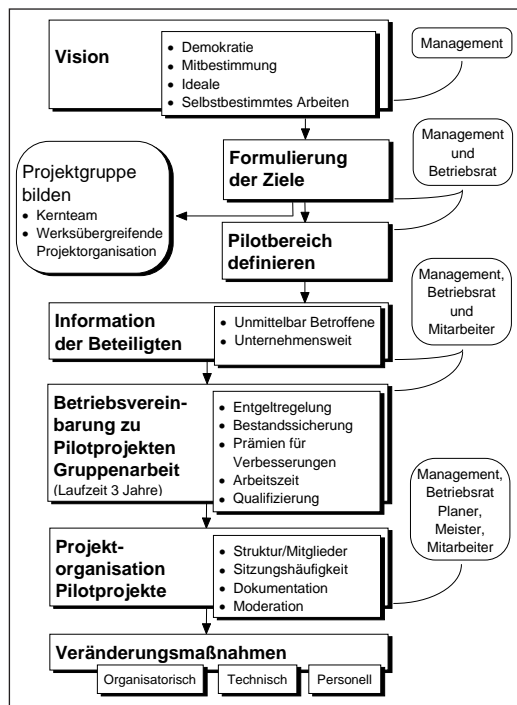 Vision
• Demokratie
• Mitbestimmung
• Ideale
• Selbstbestimmtes Arbeiten
Management
Formulierung
der Ziele
Management
und
Betriebsrat
Projektgruppe
bilden
• Kernteam
• Werksübergreifende
Projektorganisation
Pilotbereich
definieren
Management,
Betriebsrat
und
Mitarbeiter
Information
der Beteiligten
• Unmittelbar Betroffene
• Unternehmensweit
Betriebsverein-
barung zu
Pilotprojekten
Gruppenarbeit
(Laufzeit 3 Jahre)
• Entgeltregelung
• Bestandssicherung
• Prämien für
Verbesserungen
• Arbeitszeit
• Qualifizierung
Management,
Betriebsrat
Planer,
Meister,
Mitarbeiter
Projekt-
organisation
Pilotprojekte
• Struktur/Mitglieder
• Sitzungshäufigkeit
• Dokumentation
• Moderation
Veränderungsmaßnahmen
Organisatorisch
Technisch
Personell